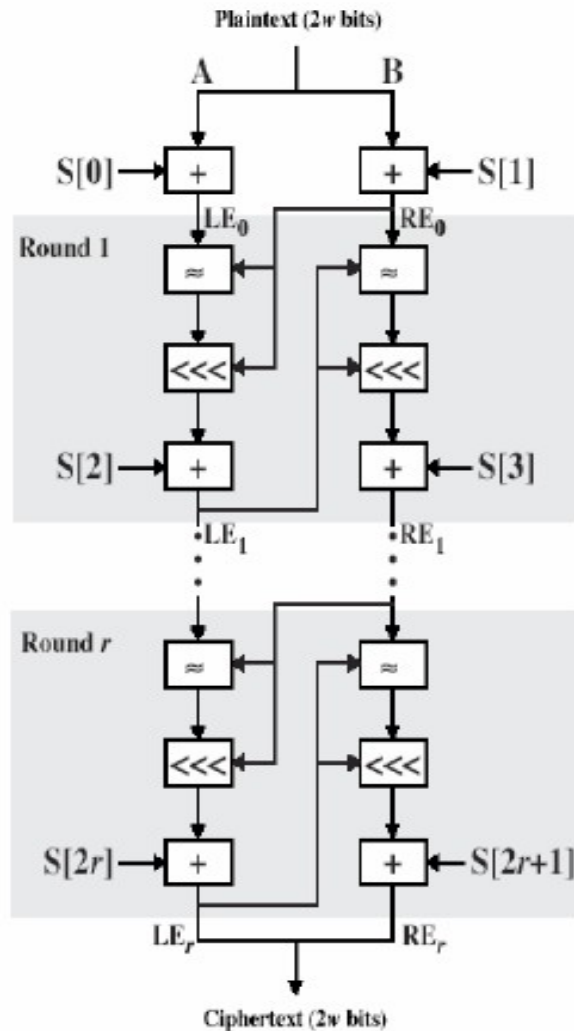 Plaintext (2w bits)
A B
S[0] + + S[1]
LE0 RE0
Round 1
≈ ≈
<<< <<<
S[2] + + S[3]
LE1 RE1
Round r
≈ ≈
<<< <<<
S[2r] + + S[2r+1]
LEr REr
Ciphertext (2w bits)